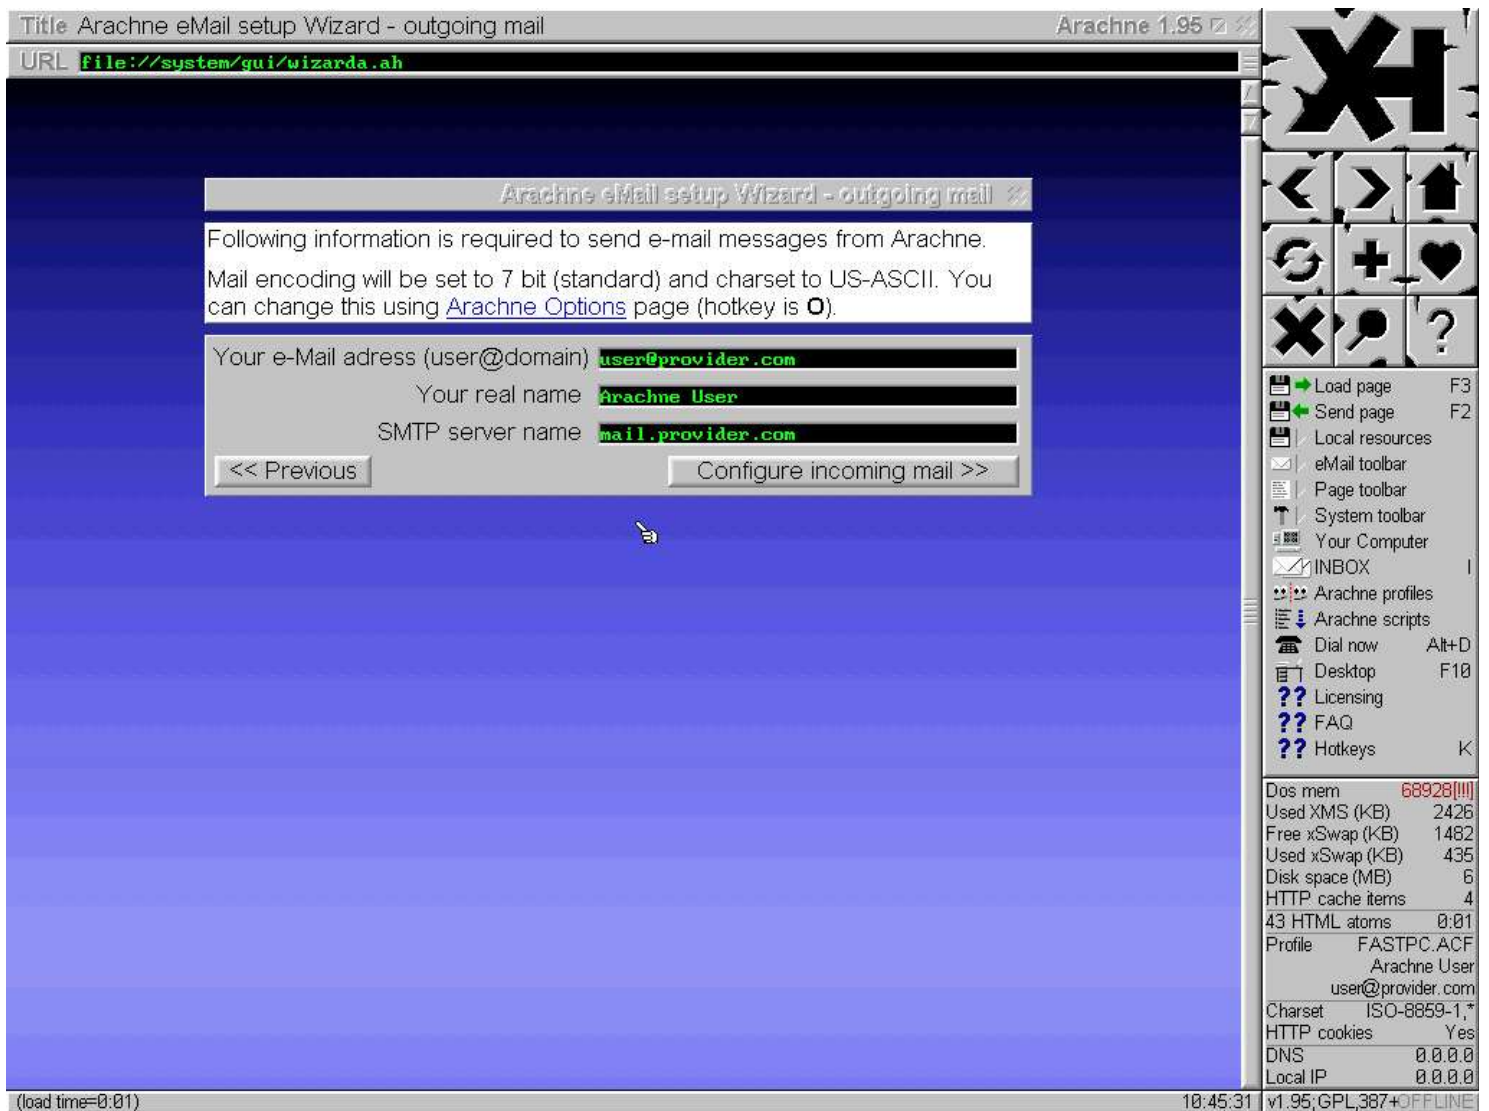 Title Arachne eMail setup Wizard - outgoing mail Arachne 1.95
URL file://system/gui/wizarda.ah
Arachne eMail setup Wizard - outgoing mail
Following information is required to send e-mail messages from Arachne.
Mail encoding will be set to 7 bit (standard) and charset to US-ASCII. You
can change this using Arachne Options page (hotkey is O).
Your e-Mail adress (user@domain) user@provider.com
Your real name Arachne User
SMTP server name mail.provider.com
<< Previous Configure incoming mail >>
Load page F3
Send page F2
Local resources
eMail toolbar
Page toolbar
System toolbar
Your Computer
INBOX I
Arachne profiles
Arachne scripts
Dial now Alt+D
Desktop F10
?? Licensing
?? FAQ
?? Hotkeys K
Dos mem 68928[!!!]
Used XMS (KB) 2426
Free xSwap (KB) 1482
Used xSwap (KB) 435
Disk space (MB) 6
HTTP cache items 4
43 HTML atoms 0:01
Profile FASTPC.ACF
Arachne User
user@provider.com
Charset ISO-8859-1,*
HTTP cookies Yes
DNS 0.0.0.0
Local IP 0.0.0.0
(load time=0:01) 10:45:31 v1.95;GPL,387+OFFLINE